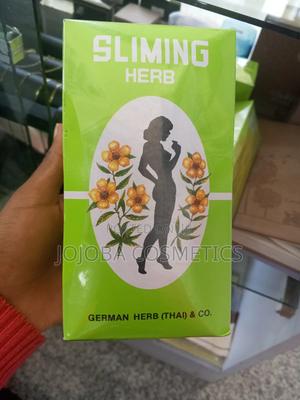 SLIMING
HERB
JOJOBA COSMETICS
GERMAN HERB (THAI) & CO.